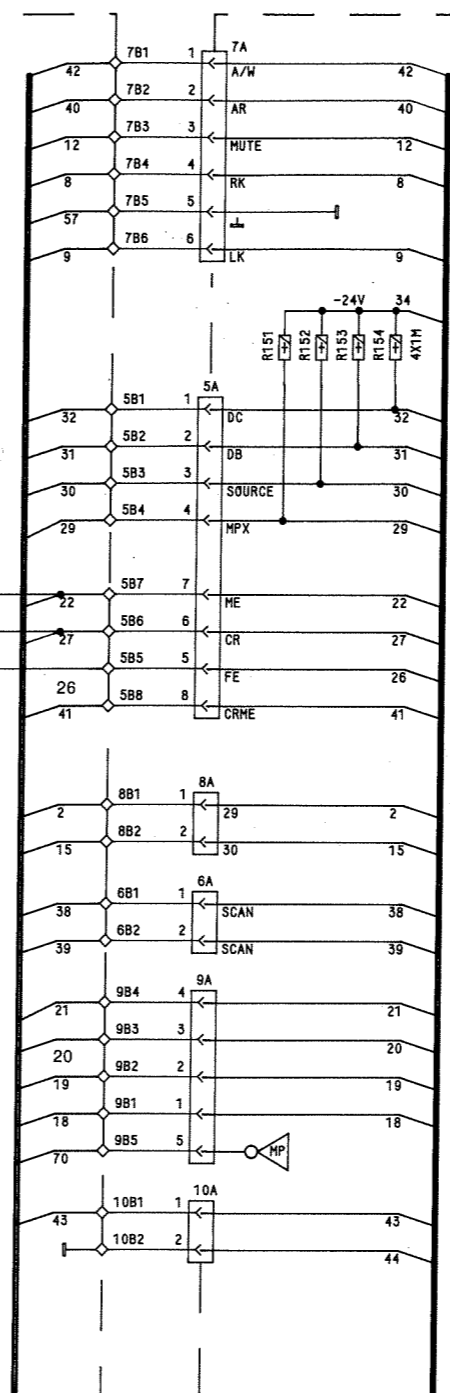 7B1 1 7A
42 A/W 42
7B2 2
40 AR 40
7B3 3
12 MUTE 12
7B4 4
8 RK 8
7B5 5
57
7B6 6
9 LK 9
-24V 34
R151 R152 R153 R154 4X1M
5A
5B1 1
32 DC 32
5B2 2
31 DB 31
5B3 3
30 SOURCE 30
5B4 4
29 MPX 29
5B7 7
22 ME 22
5B6 6
27 CR 27
5B5 5
26 FE 26
5B8 8
41 CRME 41
8A
8B1 1
2 29 2
8B2 2
15 30 15
6A
6B1 1
38 SCAN 38
6B2 2
39 SCAN 39
9A
9B4 4
21 21
9B3 3
20 20
9B2 2
19 19
9B1 1
18 18
9B5 5 MP
70
10A
10B1 1
43 43
10B2 2
44